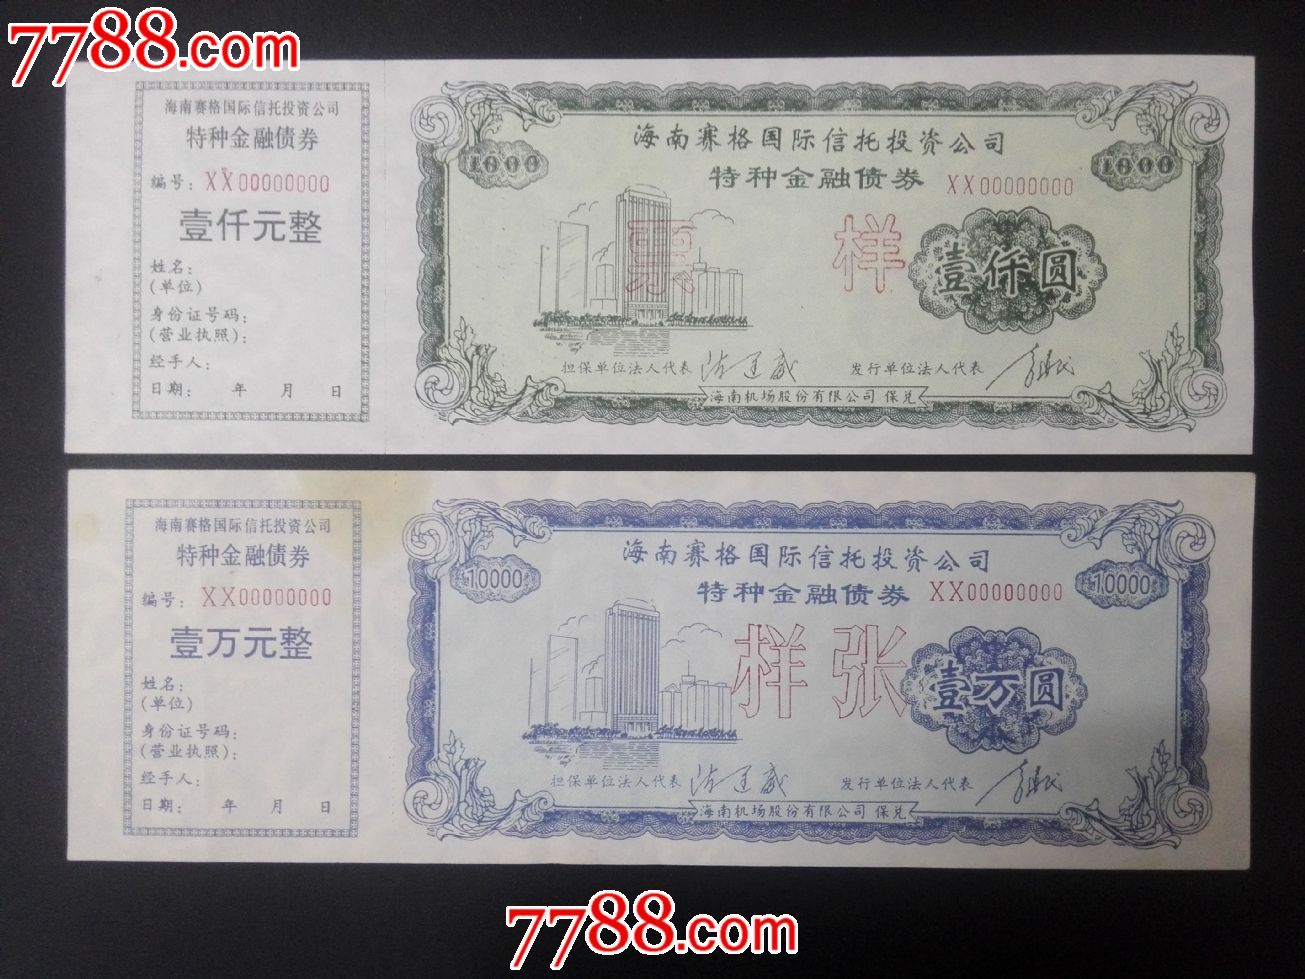 7788.com
海南赛格国际信托投资公司
特种金融债券
编号：XX00000000
壹仟元整
姓名：
(单位)
身份证号码：
(营业执照)：
经手人：
日期： 年 月 日
海南赛格国际信托投资公司
1000 1000
特种金融债券 XX00000000
票 样
壹仟圆
担保单位法人代表 发行单位法人代表
海南机场股份有限公司 保兑
海南赛格国际信托投资公司
特种金融债券
编号：XX00000000
壹万元整
姓名：
(单位)
身份证号码：
(营业执照)：
经手人：
日期： 年 月 日
海南赛格国际信托投资公司
10000 10000
特种金融债券 XX00000000
样张
壹万圆
担保单位法人代表 发行单位法人代表
海南机场股份有限公司 保兑
7788.com